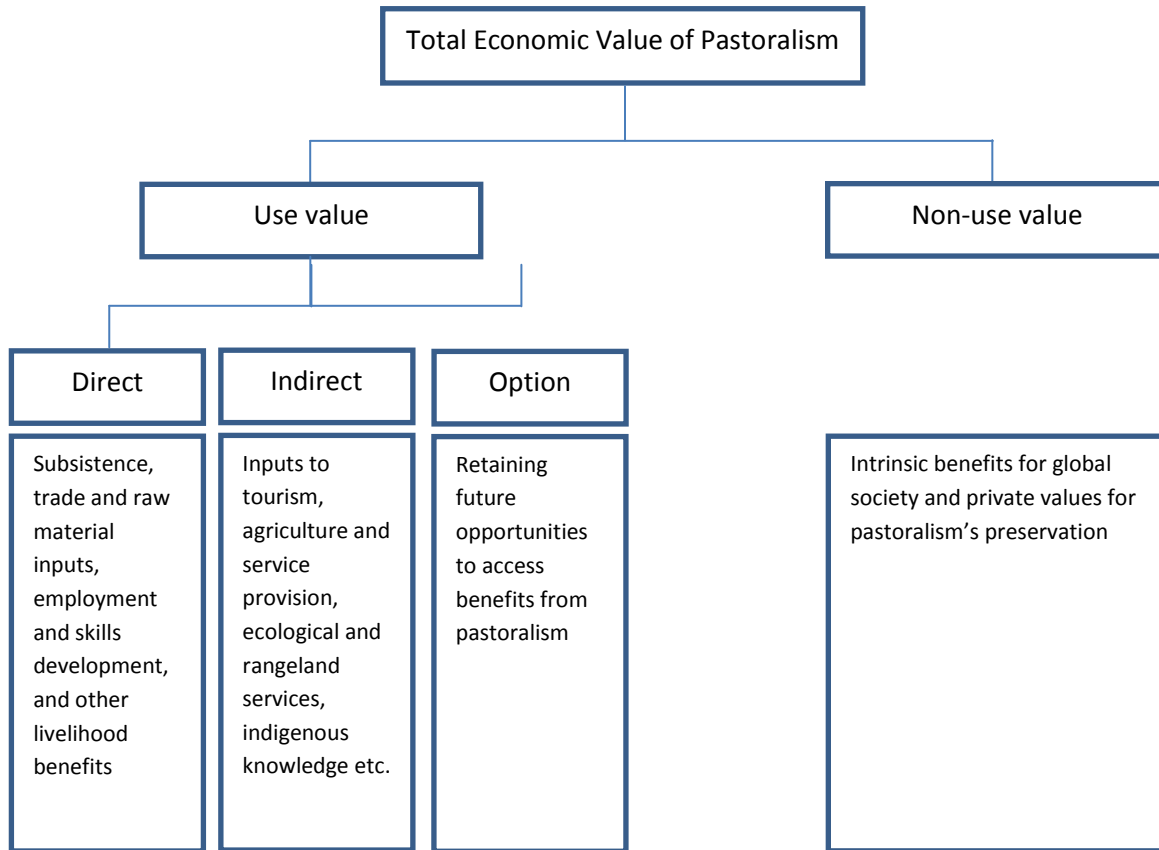 Total Economic Value of Pastoralism
Use value
Non-use value
Direct
Indirect
Option
Subsistence,
trade and raw
material
inputs,
employment
and skills
development,
and other
livelihood
benefits
Inputs to
tourism,
agriculture and
service
provision,
ecological and
rangeland
services,
indigenous
knowledge etc.
Retaining
future
opportunities
to access
benefits from
pastoralism
Intrinsic benefits for global
society and private values for
pastoralism’s preservation